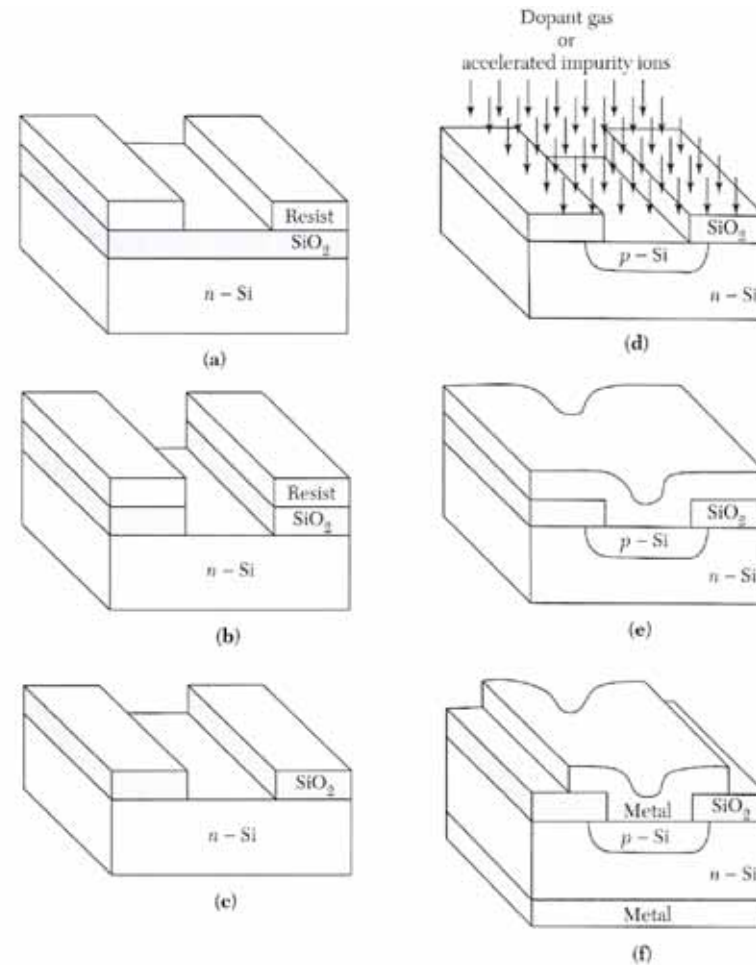 Resist
SiO2
n – Si
(a)
Resist
SiO2
n – Si
(b)
SiO2
n – Si
(c)
Dopant gas
or
accelerated impurity ions
SiO2
p – Si
n – Si
(d)
SiO2
p – Si
n – Si
(e)
Metal
SiO2
p – Si
n – Si
Metal
(f)